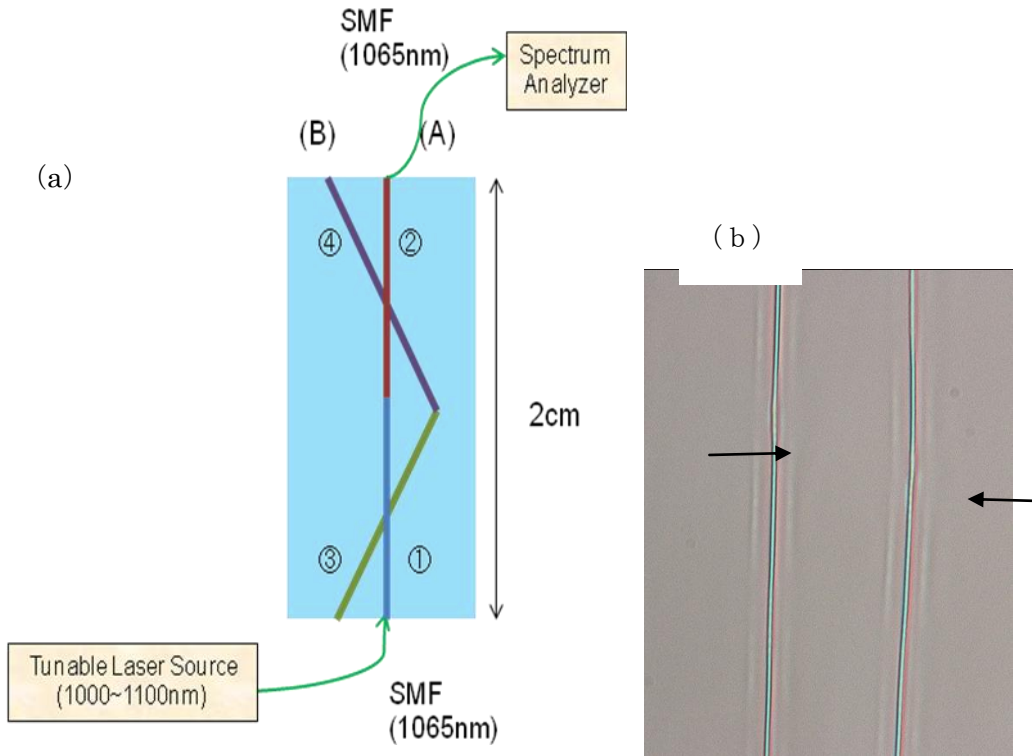 SMF
(1065nm)
Spectrum
Analyzer
(B)
(A)
(a)
④
②
(b)
2cm
③
①
Tunable Laser Source
(1000~1100nm)
SMF
(1065nm)